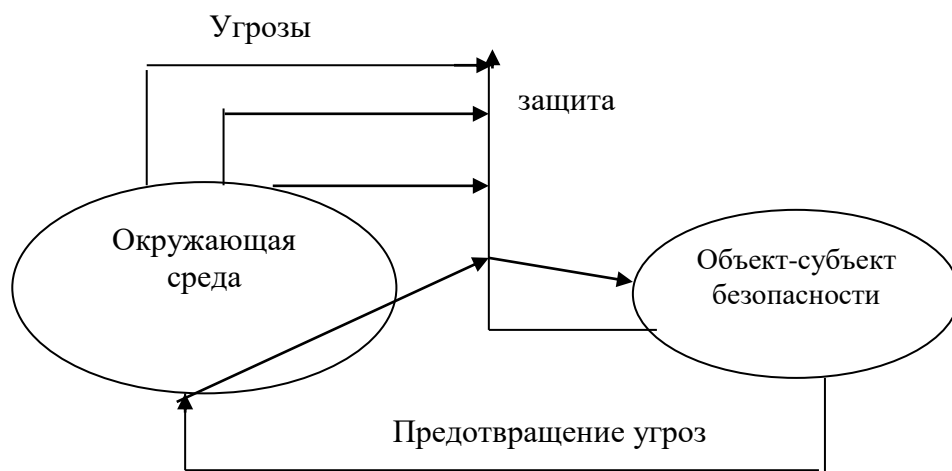 Угрозы
защита
Окружающая
среда
Объект-субъект
безопасности
Предотвращение угроз